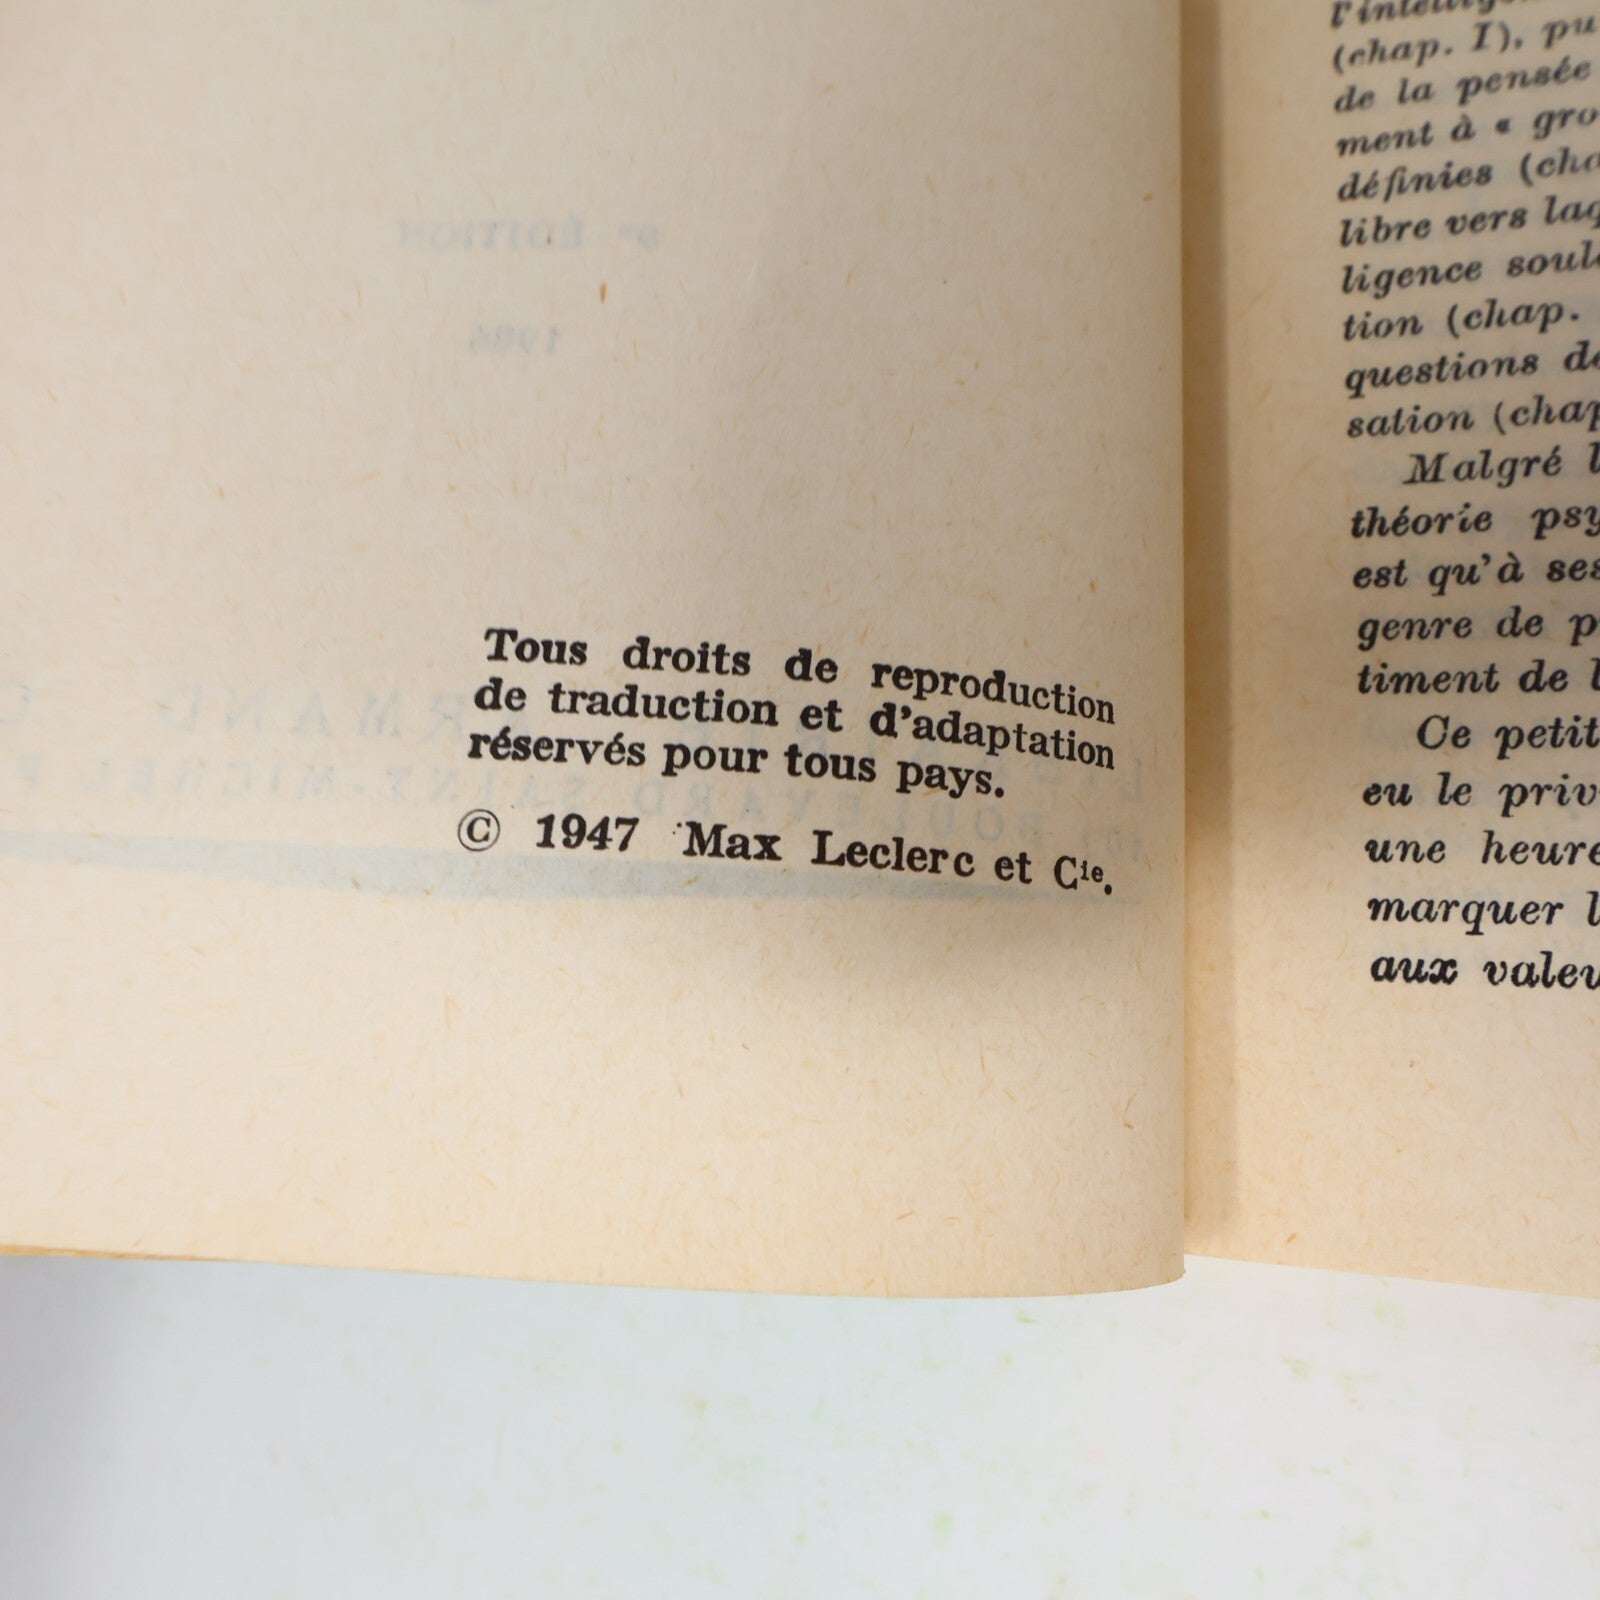 Tous droits de reproduction
de traduction et d'adaptation
réservés pour tous pays.
© 1947 Max Leclerc et Cie.
(chap. I), pu
de la pensée
ment à « gro
définies (cha
libre vers laq
ligence soule
tion (chap.
questions de
sation (chap
Malgré l
théorie psy
est qu'à ses
genre de p
timent de l
Ce petit
eu le priv
une heure
marquer l
aux valeu